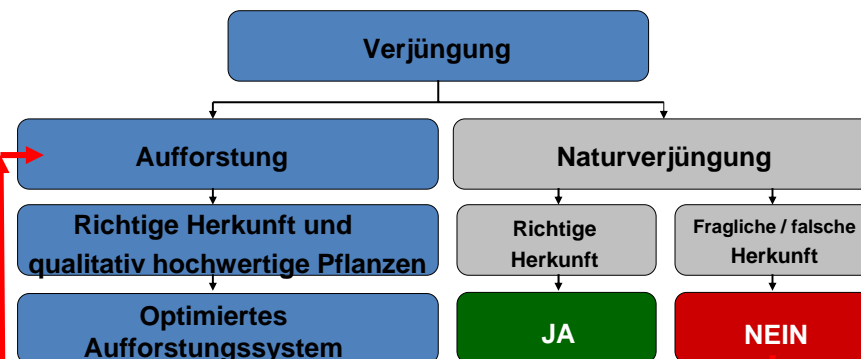 Verjüngung
Aufforstung
Naturverjüngung
Richtige Herkunft und
qualitativ hochwertige Pflanzen
Richtige
Herkunft
Fragliche / falsche
Herkunft
Optimiertes
Aufforstungssystem
JA
NEIN